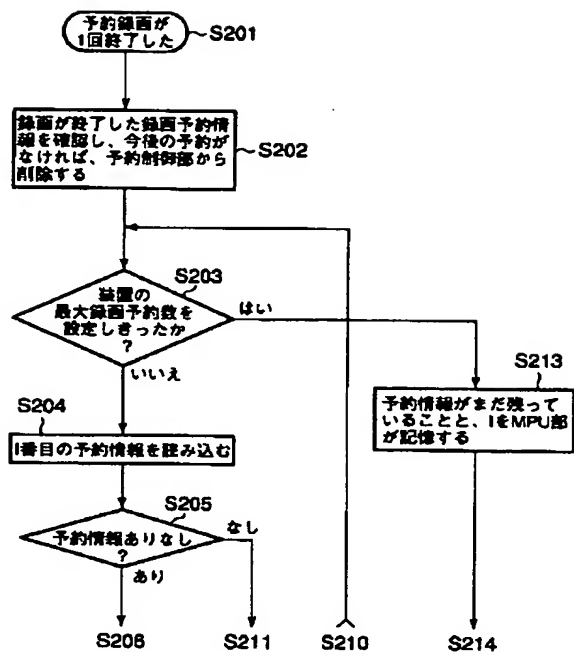 予約録画が
1回終了した
S201
録画が終了した録画予約情
報を確認し、今後の予約が
なければ、予約制御部から
削除する
S202
S203
装置の
最大録画予約数を
設定しきったか
?
はい
いいえ
S213
予約情報がまだ残って
いることと、IをMPU部
が記憶する
S204
I番目の予約情報を読み込む
S205
予約情報ありなし
?
なし
あり
S206
S211
S210
S214